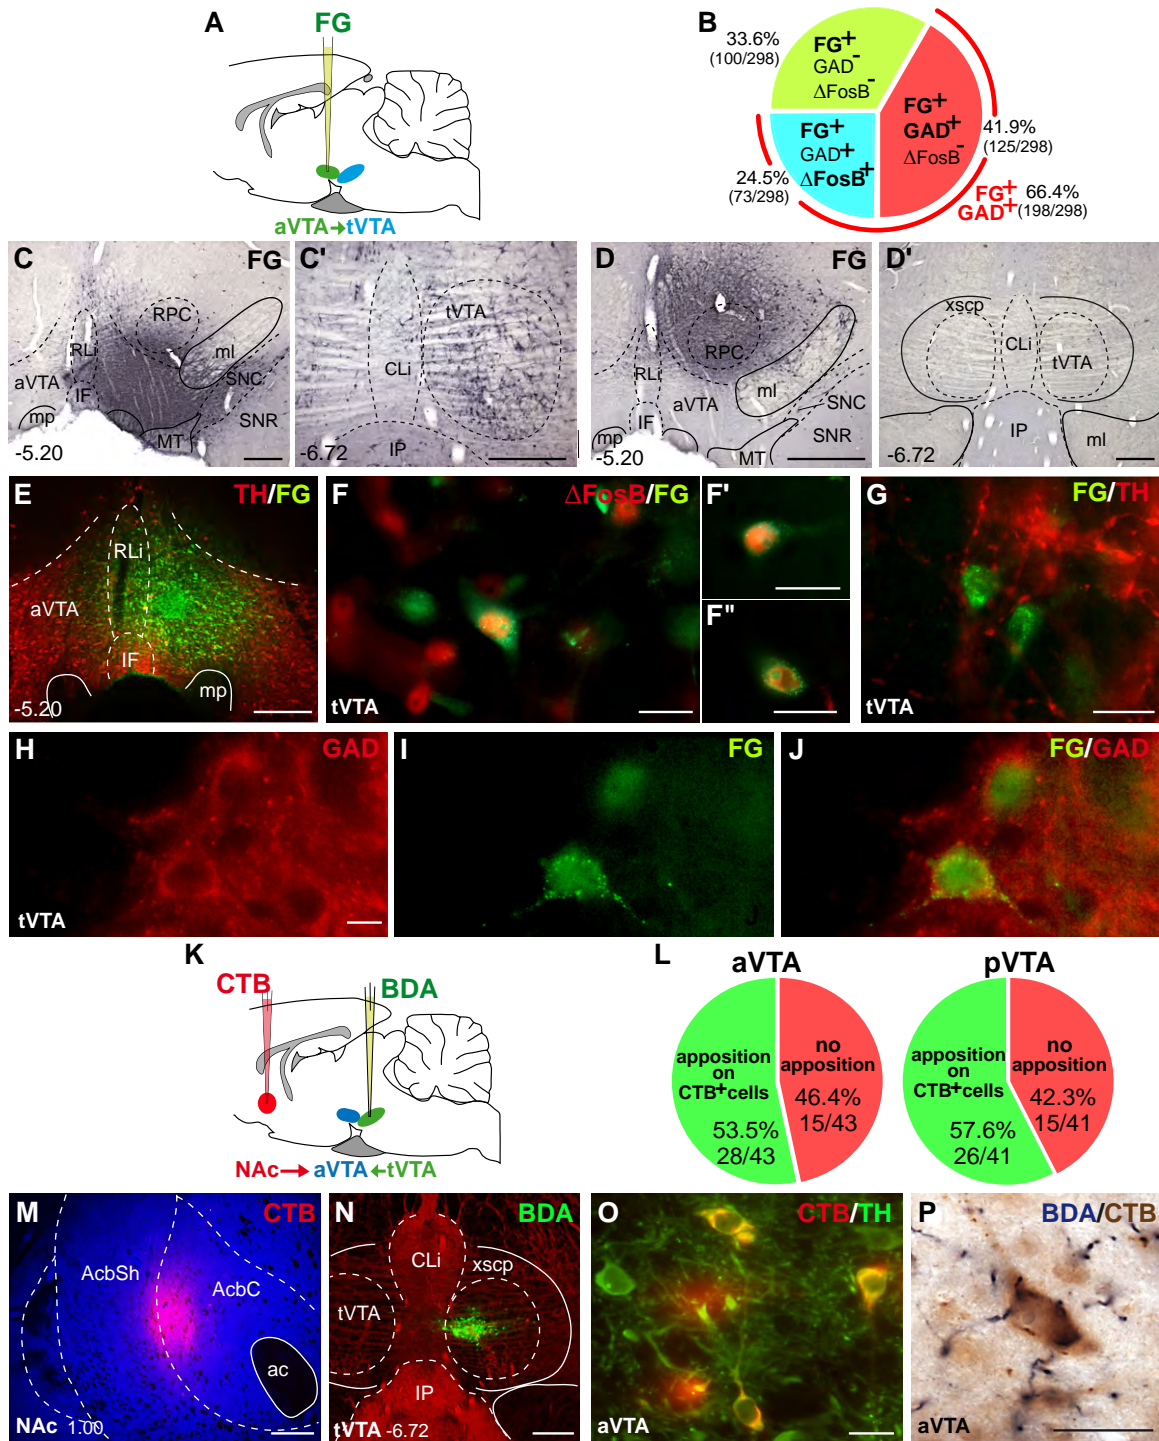 A
FG
aVTA→tVTA
B
33.6%
(100/298)
FG+
GAD-
ΔFosB-
FG+
GAD+
ΔFosB-
41.9%
(125/298)
FG+
GAD+
ΔFosB+
24.5%
(73/298)
FG+
GAD+
66.4%
(198/298)
C
FG
RPC
RLi
ml
aVTA
SNC
IF
mp
SNR
MT
-5.20
C'
tVTA
CLi
IP
-6.72
D
FG
RPC
RLi
ml
aVTA
SNC
IF
mp
SNR
MT
-5.20
D'
xscp
CLi
tVTA
IP
ml
-6.72
E
TH/FG
RLi
aVTA
IF
mp
-5.20
F
ΔFosB/FG
tVTA
F'
F"
G
FG/TH
tVTA
H
GAD
tVTA
I
FG
J
FG/GAD
K
CTB
BDA
NAc→aVTA←tVTA
L
aVTA
apposition
on
CTB+cells
53.5%
28/43
no
apposition
46.4%
15/43
pVTA
apposition
on
CTB+cells
57.6%
26/41
no
apposition
42.3%
15/41
M
CTB
AcbSh
AcbC
ac
NAc 1.00
N
BDA
CLi
xscp
tVTA
IP
tVTA -6.72
O
CTB/TH
aVTA
P
BDA/CTB
aVTA